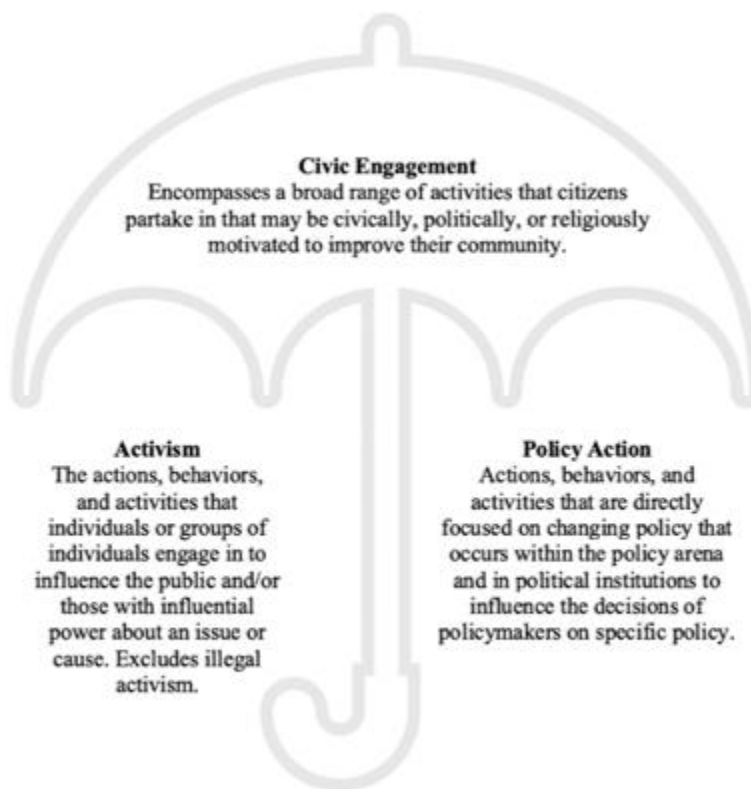 Civic Engagement
Encompasses a broad range of activities that citizens
partake in that may be civically, politically, or religiously
motivated to improve their community.
Activism
The actions, behaviors,
and activities that
individuals or groups of
individuals engage in to
influence the public and/or
those with influential
power about an issue or
cause. Excludes illegal
activism.
Policy Action
Actions, behaviors, and
activities that are directly
focused on changing policy that
occurs within the policy arena
and in political institutions to
influence the decisions of
policymakers on specific policy.